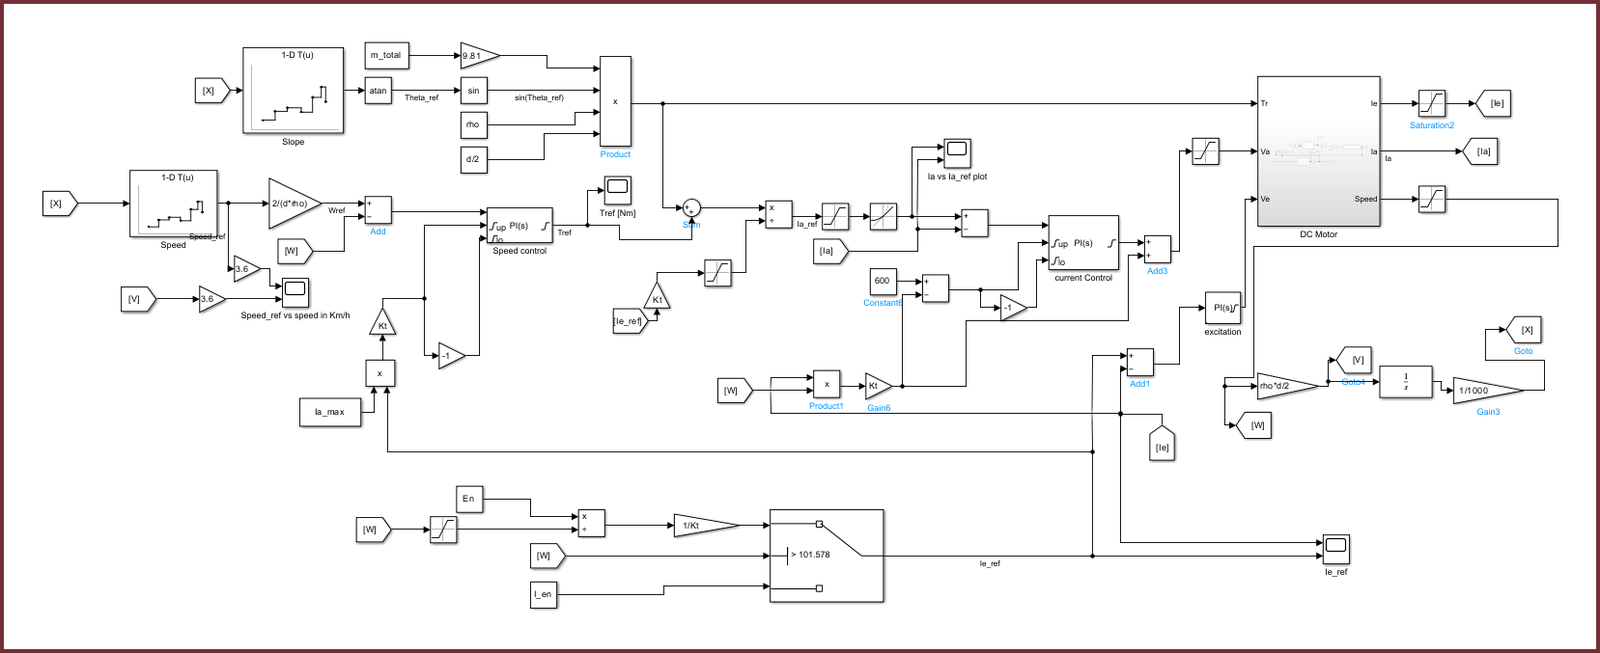 1-D T(u)
[X]
Slope
m_total
9.81
atan
Theta_ref
sin
sin(Theta_ref)
rho
d/2
x
Product
[X]
1-D T(u)
Speed
Speed_ref
2/(d*rho)
Wref
+
−
Add
[W]
3.6
[V]
3.6
Speed_ref vs speed in Km/h
up
PI(s)
lo
Speed control
Tref
Tref [Nm]
Kt
-1
x
Ia_max
+
+
Sum
x
÷
Ia_ref
Kt
[Ie_ref]
Ia vs Ia_ref plot
[Ia]
+
−
600
Constant6
+
−
-1
up
PI(s)
lo
current Control
+
+
Add3
Tr
Va
Ve
Ie
Ia
Speed
DC Motor
Saturation2
[Ie]
Ia
[Ia]
PI(s)
excitation
+
−
Add1
[W]
x
Product1
Kt
Gain6
[Ie]
rho*d/2
[W]
[V]
Goto4
1
s
1/1000
Gain3
[X]
Goto
En
[W]
x
÷
1/Kt
[W]
I_en
> 101.578
Ie_ref
Ie_ref